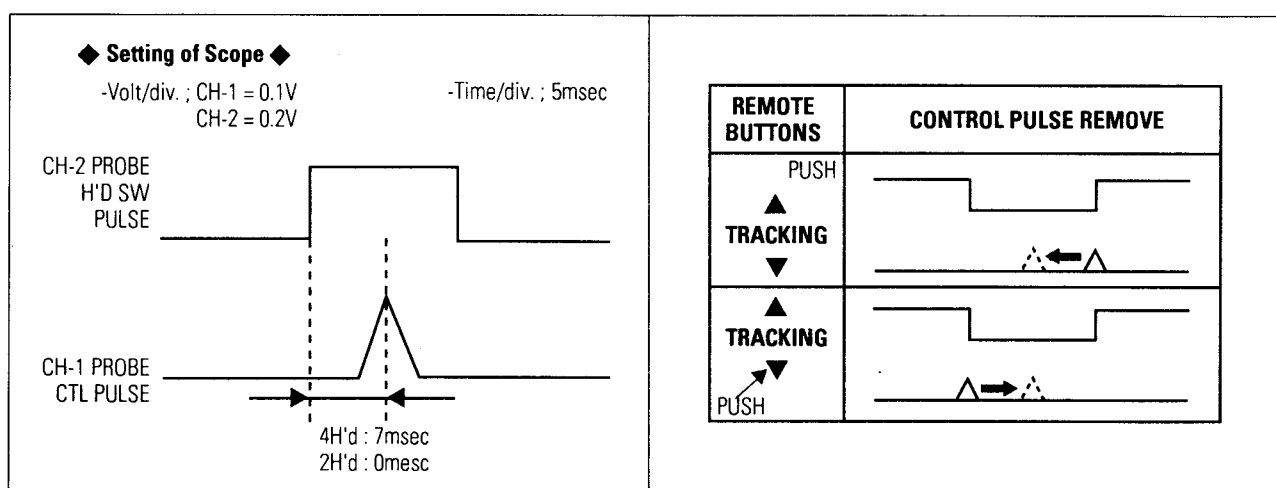 ◆ Setting of Scope ◆
-Volt/div. ; CH-1 = 0.1V
CH-2 = 0.2V
-Time/div. ; 5msec
CH-2 PROBE
H'D SW
PULSE
CH-1 PROBE
CTL PULSE
4H'd : 7msec
2H'd : 0mesc
REMOTE
BUTTONS
CONTROL PULSE REMOVE
PUSH
▲
TRACKING
▼
▲
TRACKING
▼
PUSH